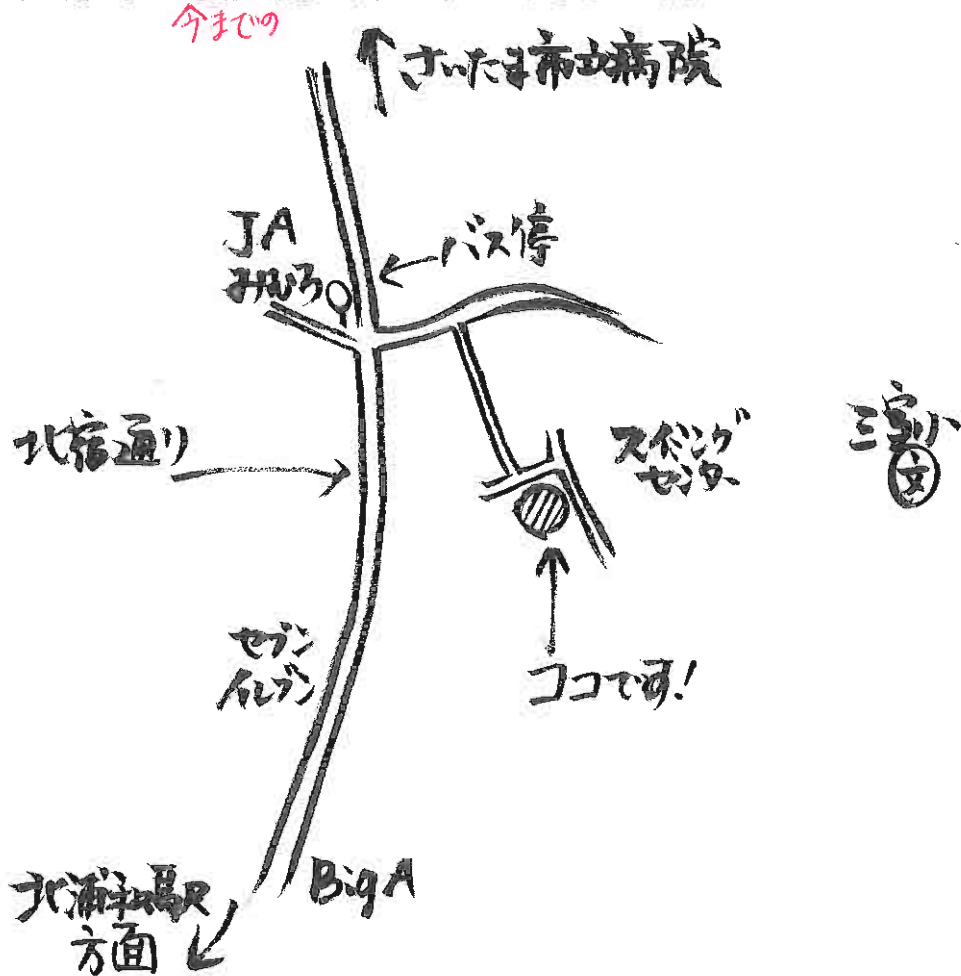 今までの
さいたま市立病院
JA
みむろ
バス停
北宿通り
スイミング
センター
三室小
文
セブン
イレブン
ココです!
北浦和駅
方面
BigA